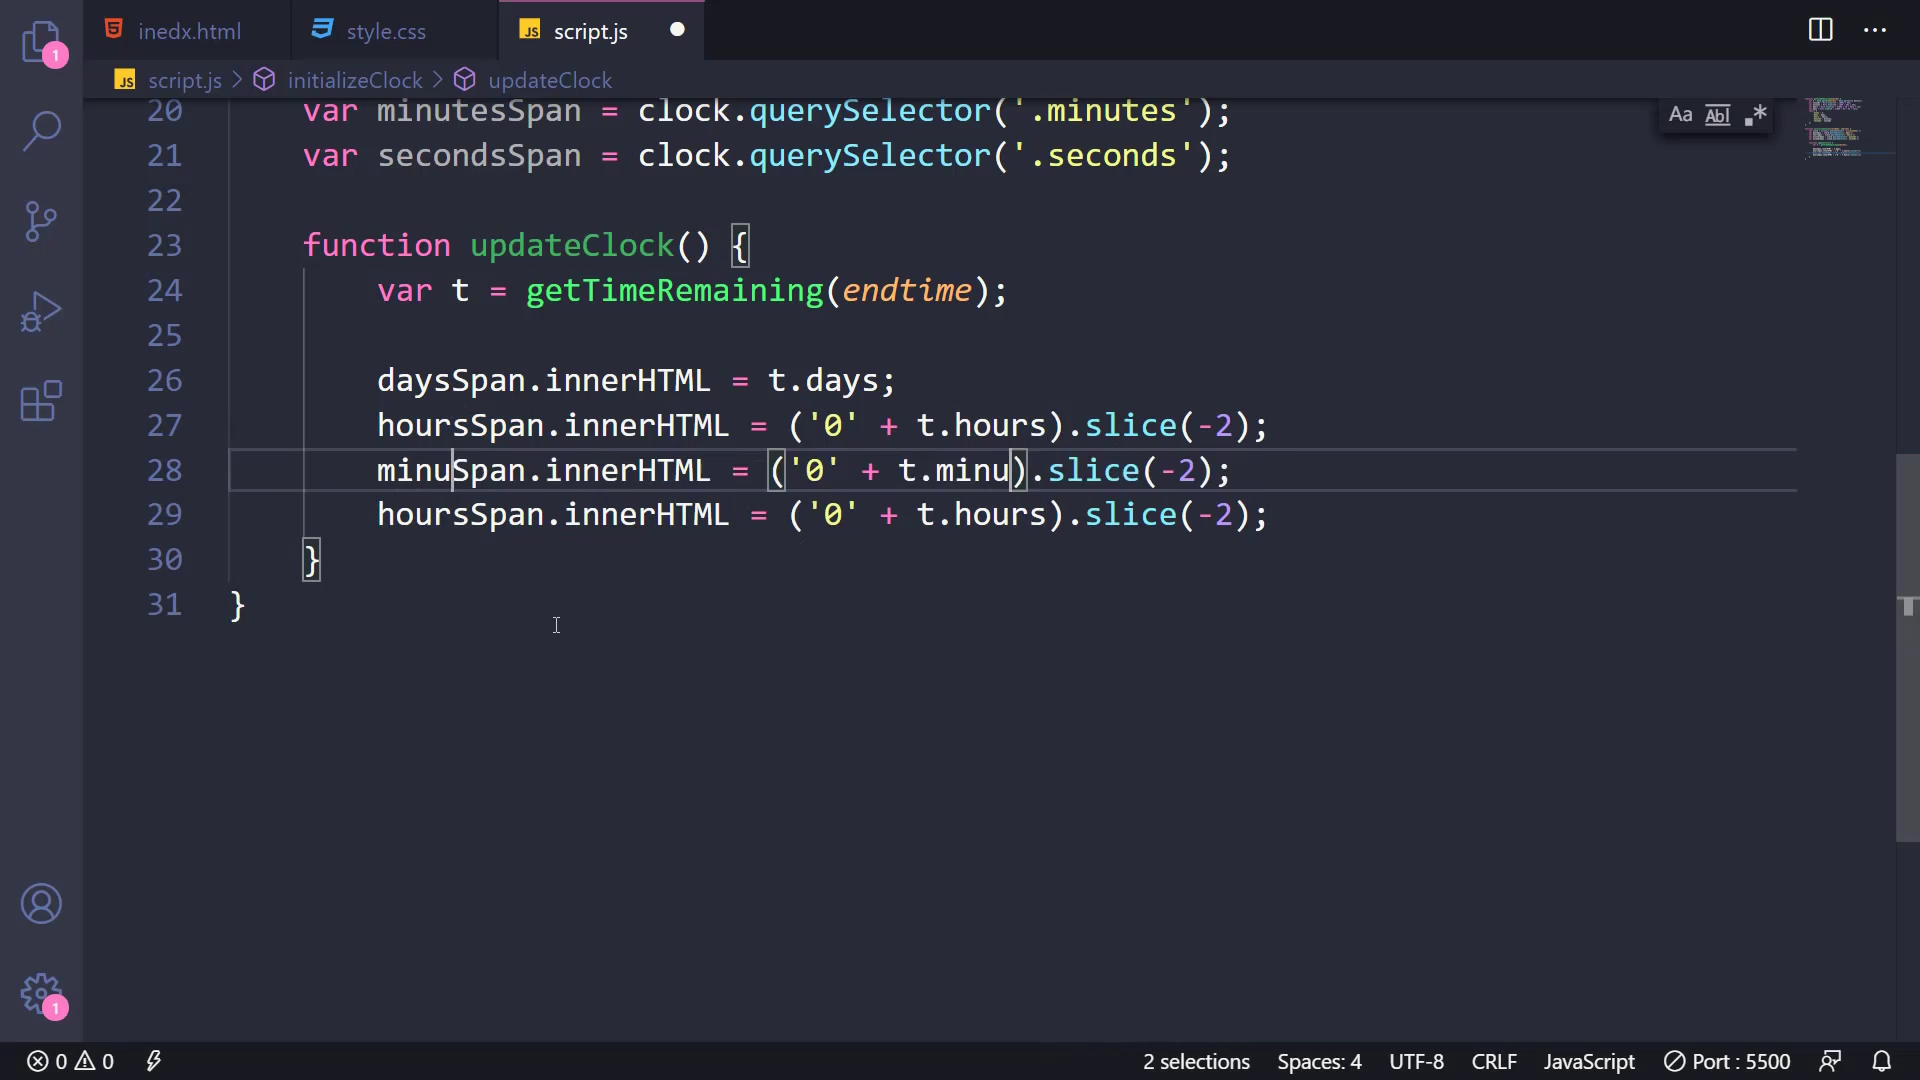 inedx.html
style.css
JS script.js
JS script.js > initializeClock > updateClock
20 var minutesSpan = clock.querySelector('.minutes');
21 var secondsSpan = clock.querySelector('.seconds');
22
23 function updateClock() {
24 var t = getTimeRemaining(endtime);
25
26 daysSpan.innerHTML = t.days;
27 hoursSpan.innerHTML = ('0' + t.hours).slice(-2);
28 minuSpan.innerHTML = ('0' + t.minu).slice(-2);
29 hoursSpan.innerHTML = ('0' + t.hours).slice(-2);
30 }
31 }
Aa Abl .*
1
1
0 0 2 selections Spaces: 4 UTF-8 CRLF JavaScript Port : 5500